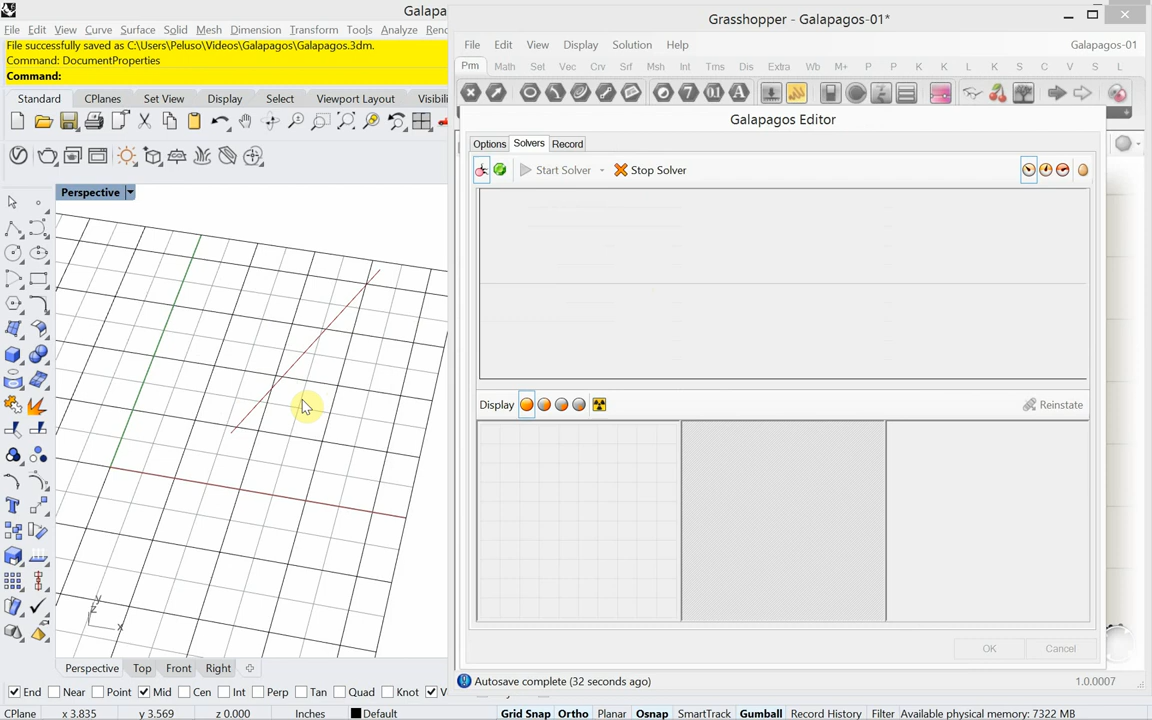 Galapa
Grasshopper - Galapagos-01*
File Edit View Curve Surface Solid Mesh Dimension Transform Tools Analyze Ren
File Edit View Display Solution Help
Galapagos-01
File successfully saved as C:\Users\Peluso\Videos\Galapagos\Galapagos.3dm.
Command: DocumentProperties
Command:
Prm Math Set Vec Crv Srf Msh Int Trns Dis Extra Wb M+ P P K K L K S C V S L
Standard CPlanes Set View Display Select Viewport Layout Visibili
Galapagos Editor
Options Solvers Record
Start Solver Stop Solver
Perspective
Display
Reinstate
z y x
OK Cancel
Perspective Top Front Right
Autosave complete (32 seconds ago)
1.0.0007
End Near Point Mid Cen Int Perp Tan Quad Knot V
CPlane x 3.835 y 3.569 z 0.000 Inches Default Grid Snap Ortho Planar Osnap SmartTrack Gumball Record History Filter Available physical memory: 7322 MB